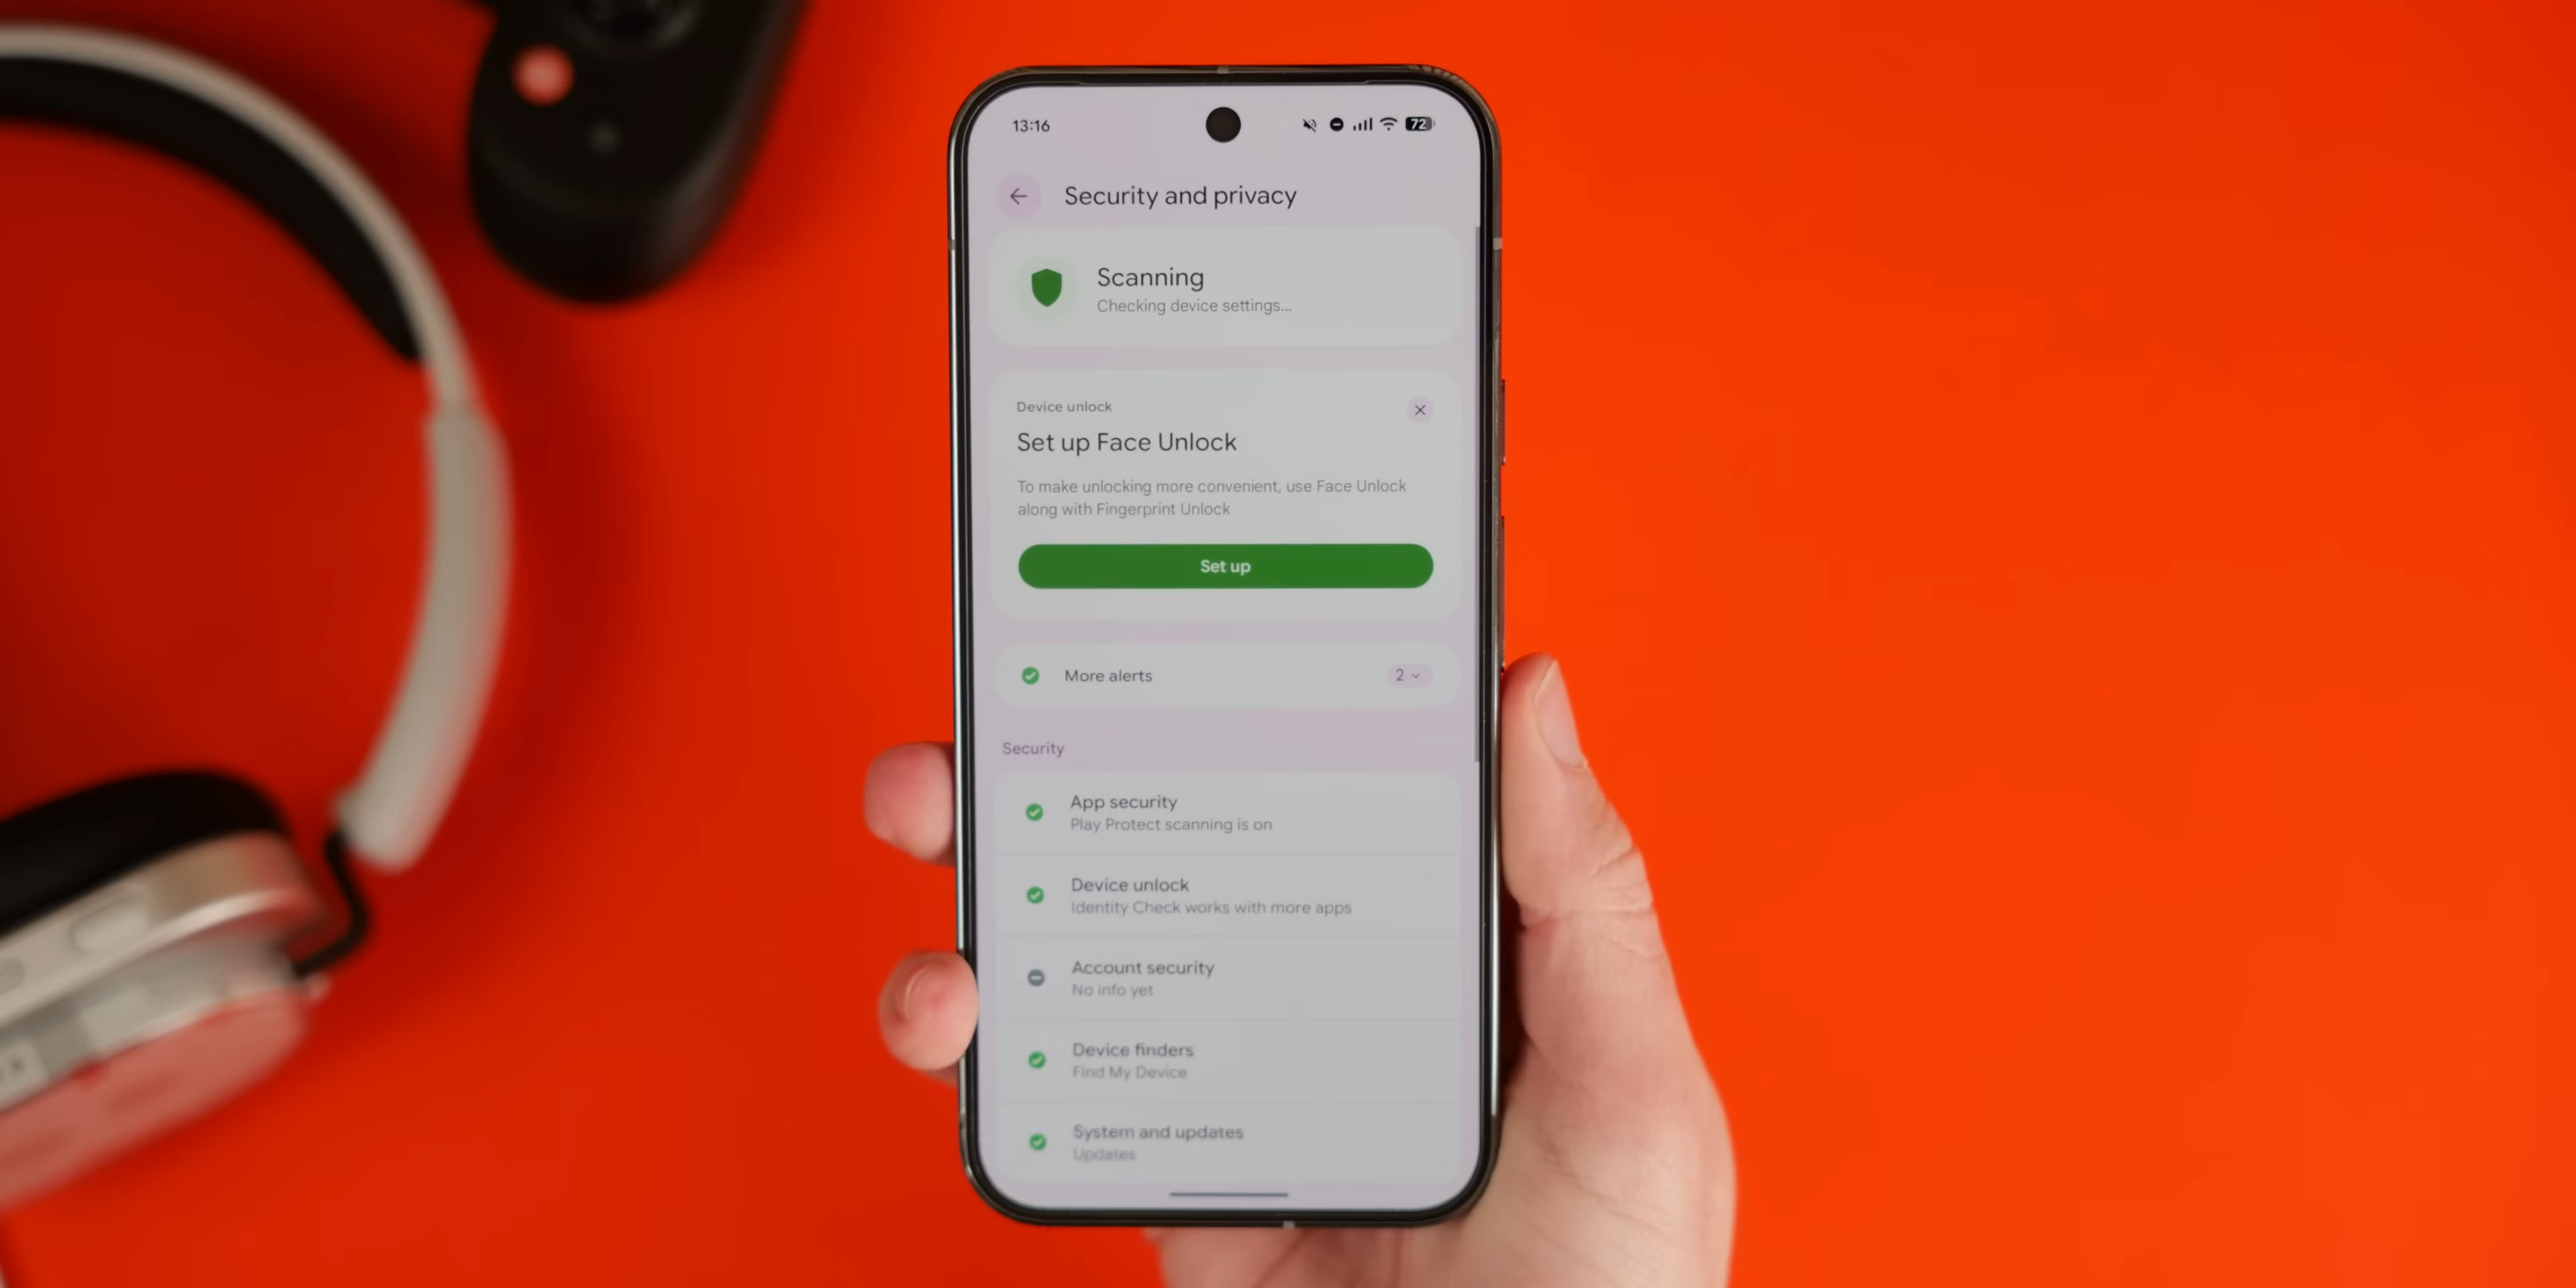 13:16
72
Security and privacy
Scanning
Checking device settings...
Device unlock
Set up Face Unlock
To make unlocking more convenient, use Face Unlock
along with Fingerprint Unlock
Set up
More alerts
2
Security
App security
Play Protect scanning is on
Device unlock
Identity Check works with more apps
Account security
No info yet
Device finders
Find My Device
System and updates
Updates